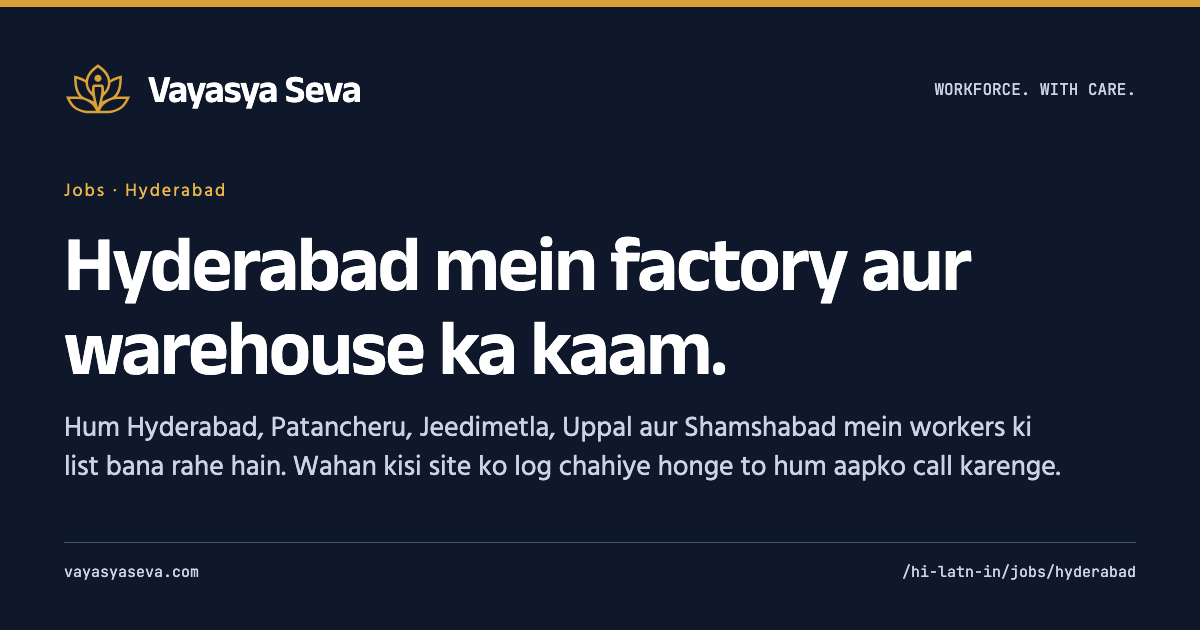 Vayasya Seva
WORKFORCE. WITH CARE.
Jobs · Hyderabad
Hyderabad mein factory aur
warehouse ka kaam.
Hum Hyderabad, Patancheru, Jeedimetla, Uppal aur Shamshabad mein workers ki
list bana rahe hain. Wahan kisi site ko log chahiye honge to hum aapko call karenge.
vayasyaseva.com
/hi-latn-in/jobs/hyderabad